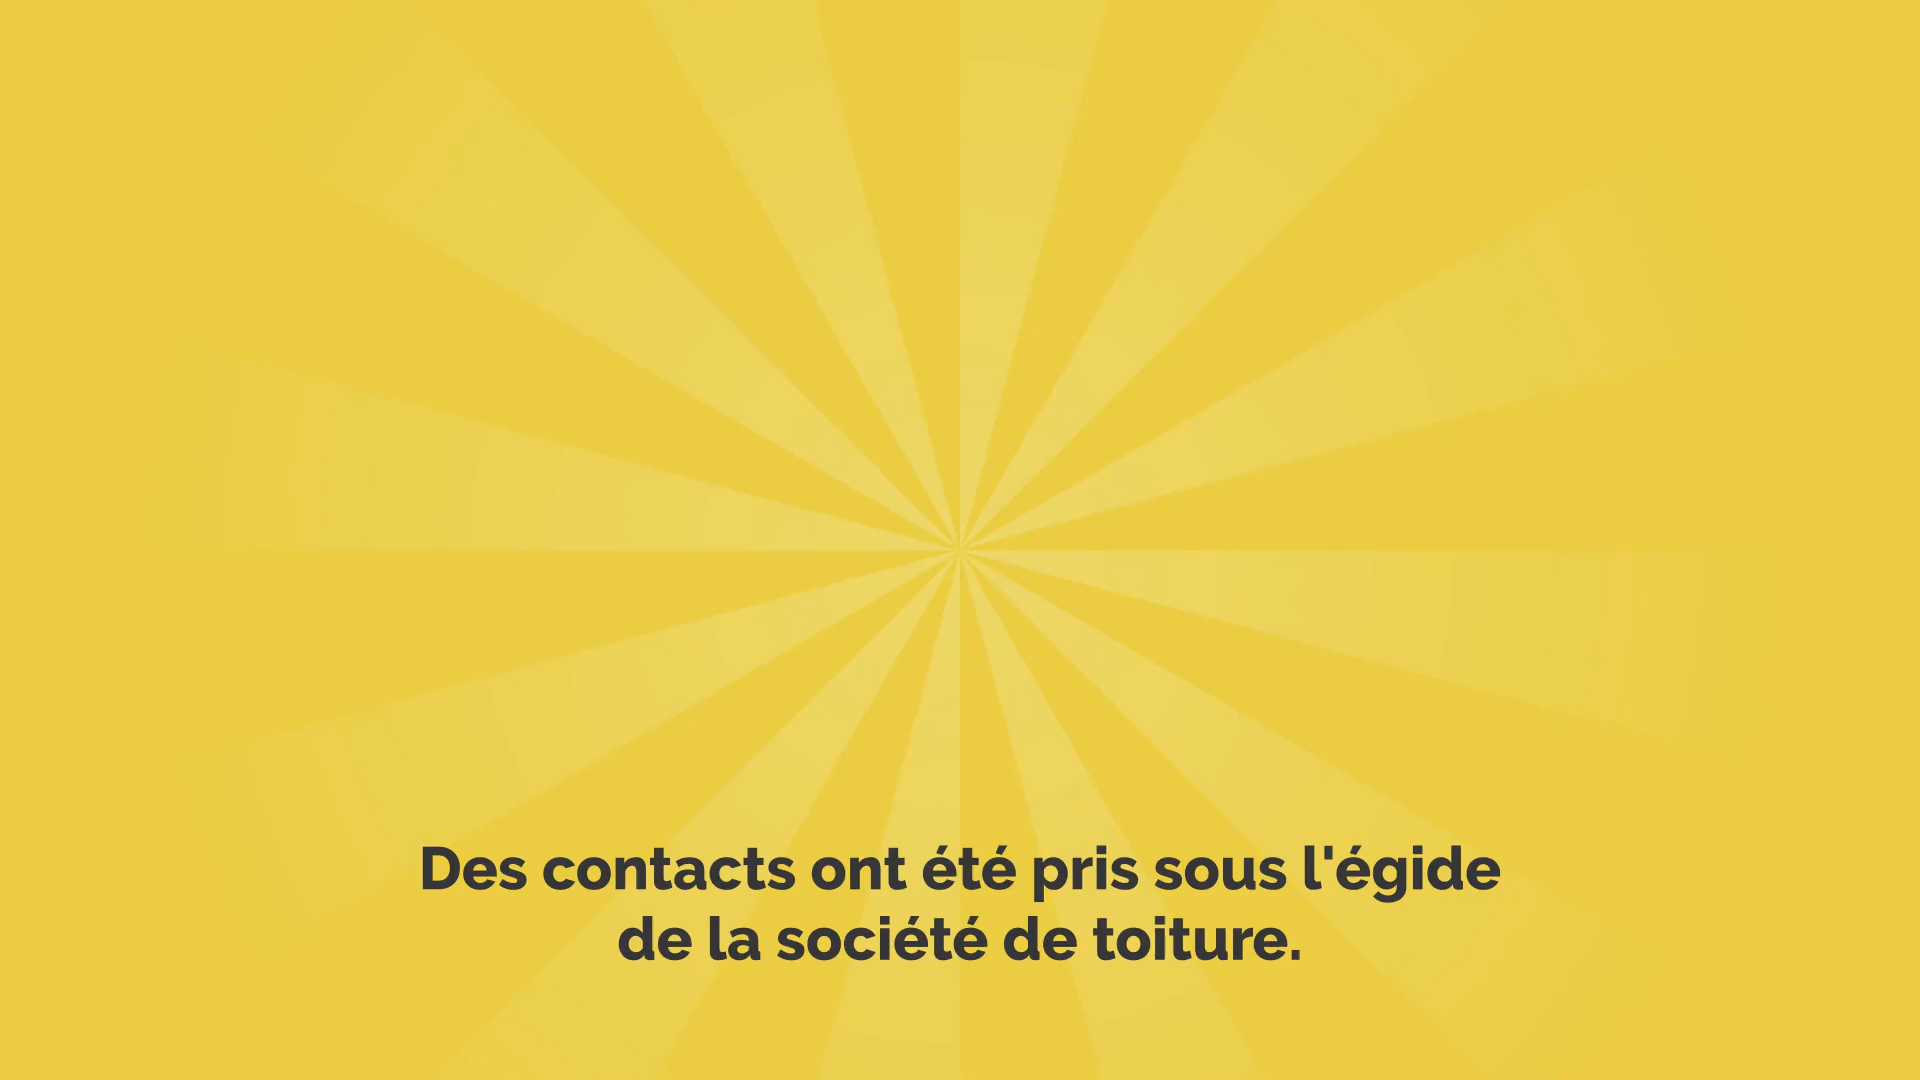 Des contacts ont été pris sous l'égide
de la société de toiture.